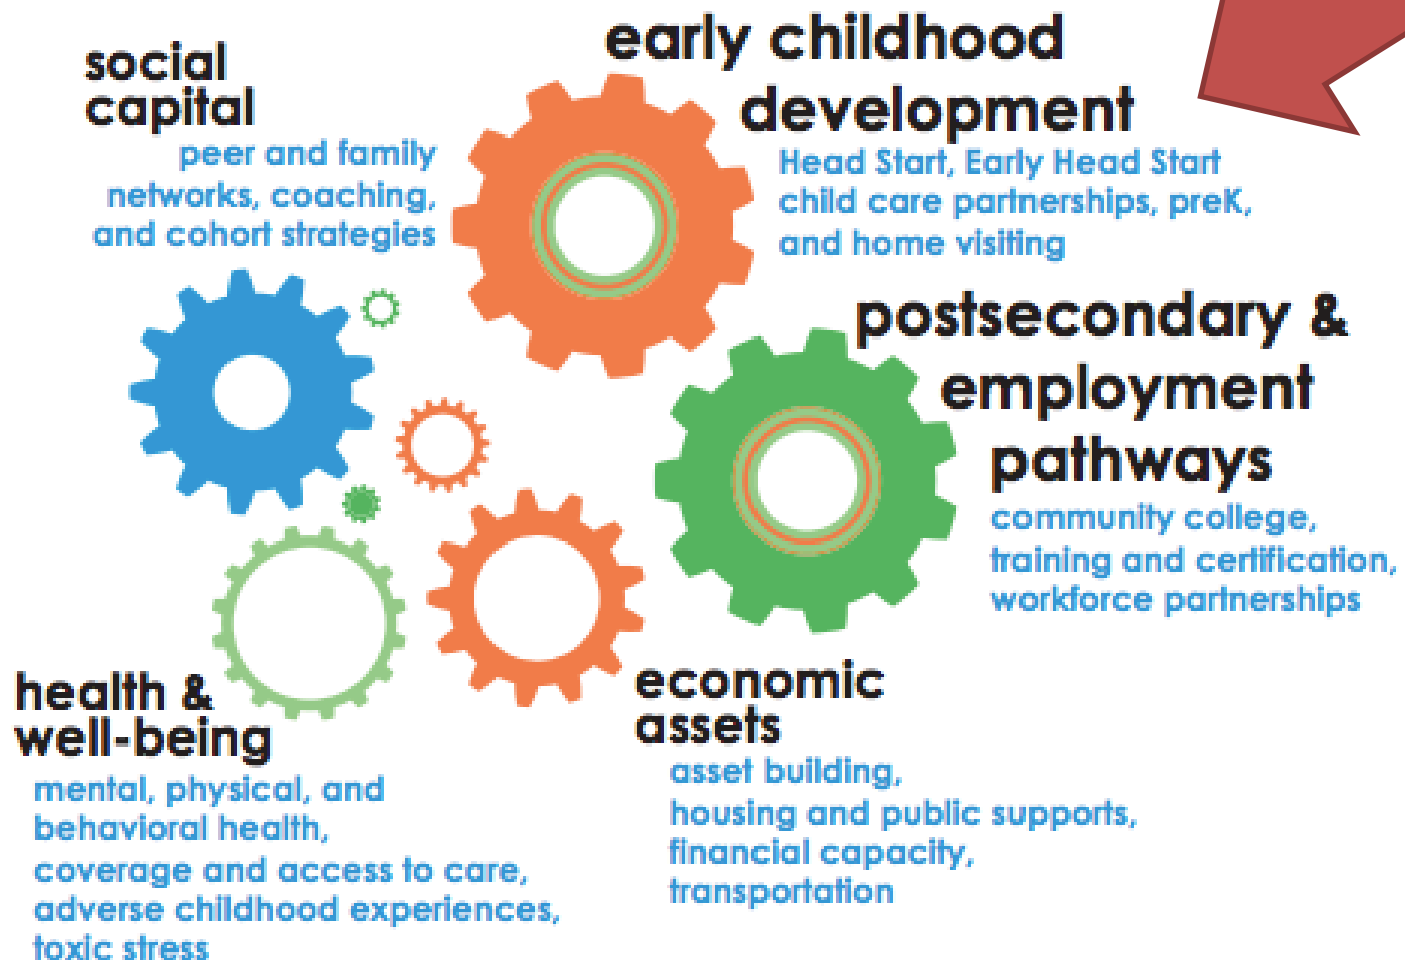 social
capital
peer and family
networks, coaching,
and cohort strategies
early childhood
development
Head Start, Early Head Start
child care partnerships, preK,
and home visiting
postsecondary &
employment
pathways
community college,
training and certification,
workforce partnerships
health &
well-being
mental, physical, and
behavioral health,
coverage and access to care,
adverse childhood experiences,
toxic stress
economic
assets
asset building,
housing and public supports,
financial capacity,
transportation